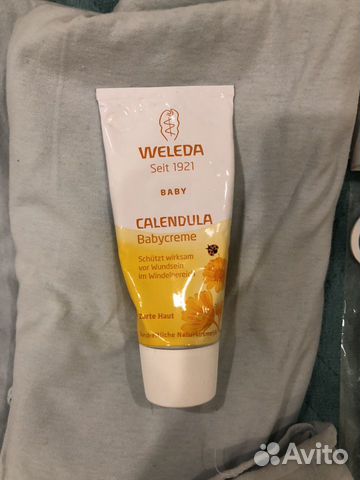 WELEDA
Seit 1921
BABY
CALENDULA
Babycreme
Schützt wirksam
vor Wundsein
im Windelbereich
Zarte Haut
Avito